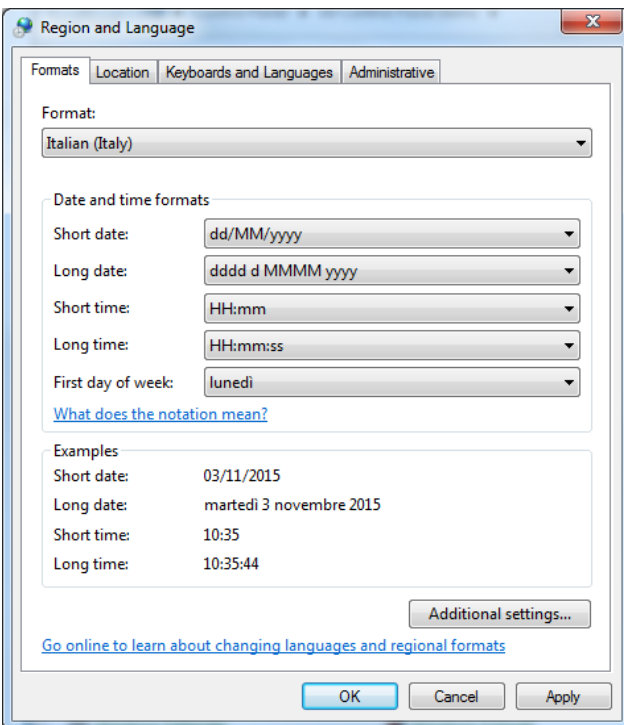 Region and Language
Formats Location Keyboards and Languages Administrative
Format:
Italian (Italy)
Date and time formats
Short date: dd/MM/yyyy
Long date: dddd d MMMM yyyy
Short time: HH:mm
Long time: HH:mm:ss
First day of week: lunedì
What does the notation mean?
Examples
Short date: 03/11/2015
Long date: martedì 3 novembre 2015
Short time: 10:35
Long time: 10:35:44
Additional settings...
Go online to learn about changing languages and regional formats
OK Cancel Apply